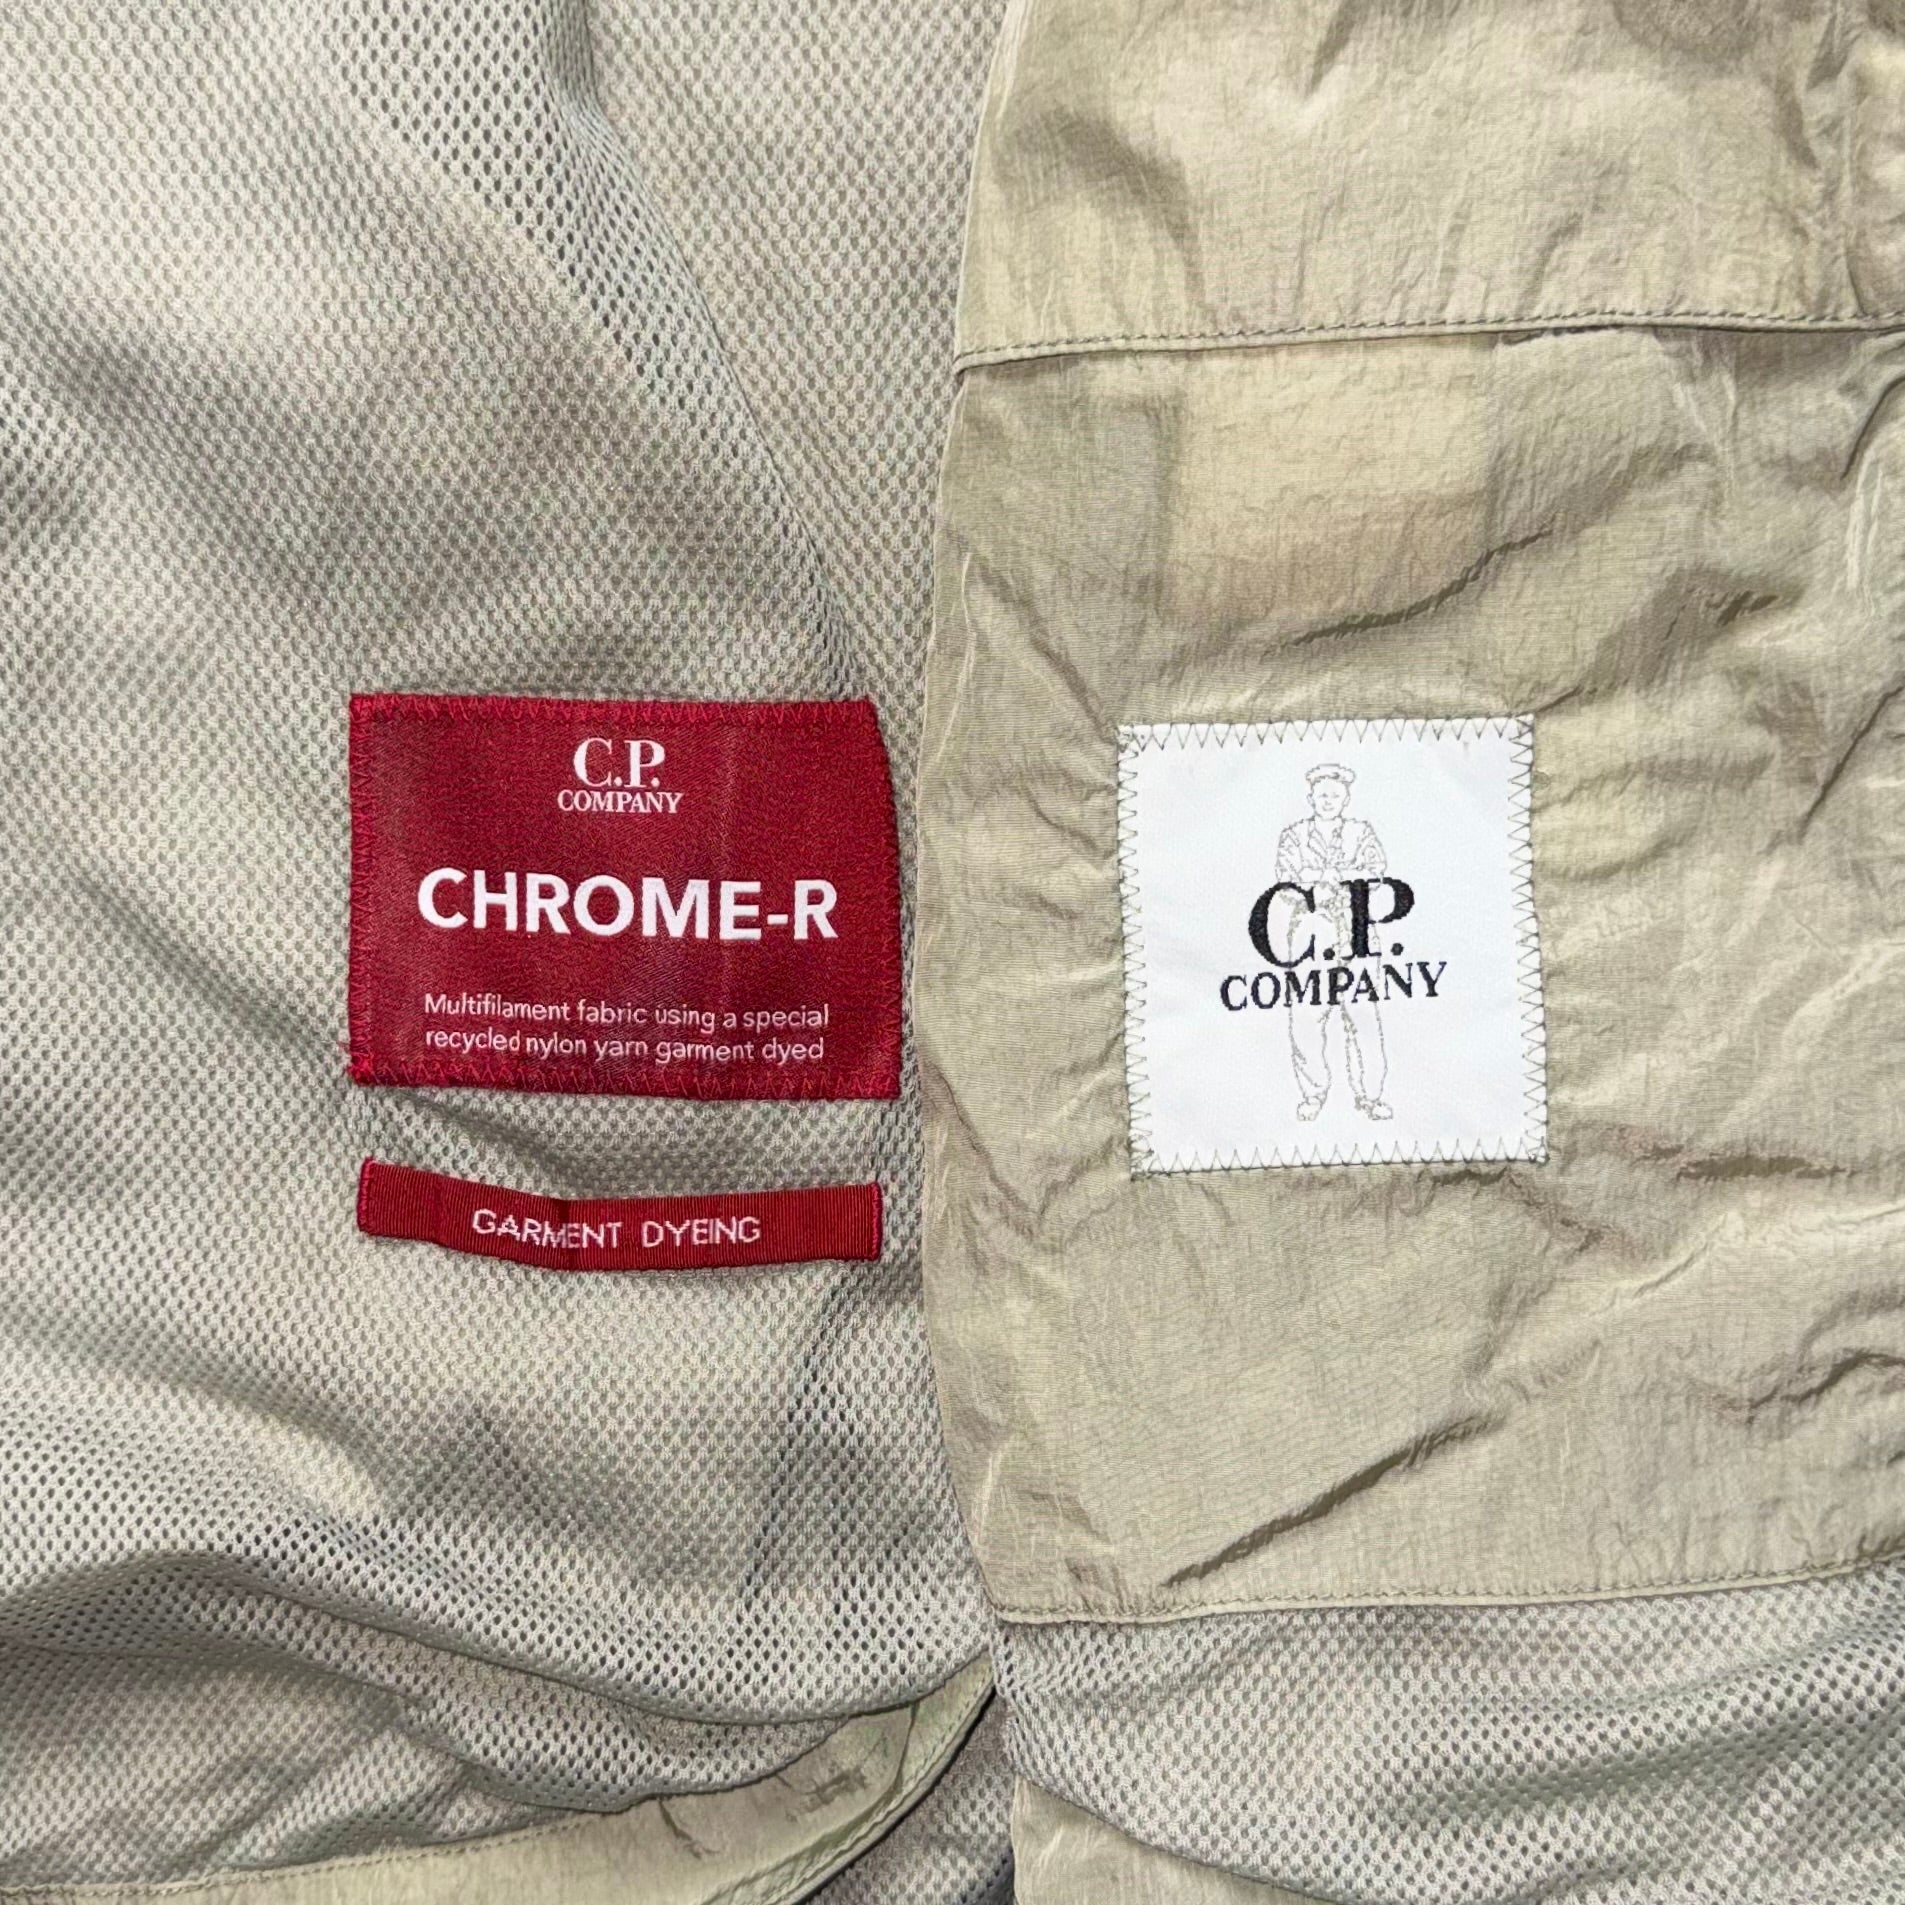 C.P.
COMPANY
CHROME-R
Multifilament fabric using a special
recycled nylon yarn garment dyed
GARMENT DYEING
C.P.
COMPANY